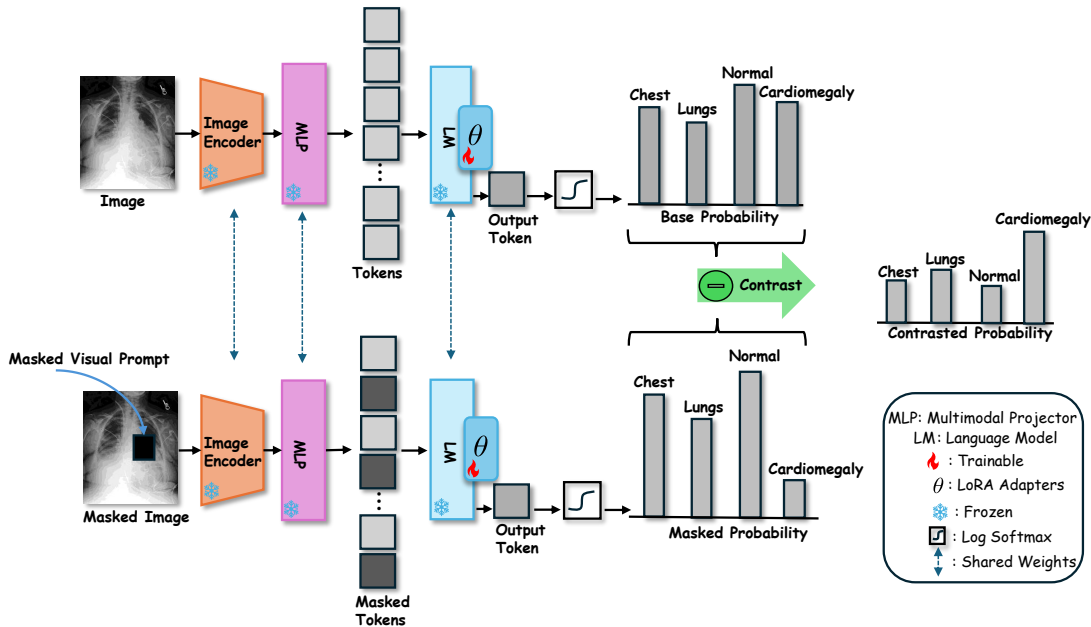 Image
Image
Encoder
MLP
Tokens
LM
θ
Output
Token
Chest
Lungs
Normal
Cardiomegaly
Base Probability
Contrast
Chest
Lungs
Normal
Cardiomegaly
Contrasted Probability
Masked Visual Prompt
Masked Image
Image
Encoder
MLP
Masked
Tokens
LM
θ
Output
Token
Chest
Lungs
Normal
Cardiomegaly
Masked Probability
MLP: Multimodal Projector
LM: Language Model
: Trainable
θ : LoRA Adapters
: Frozen
: Log Softmax
: Shared Weights